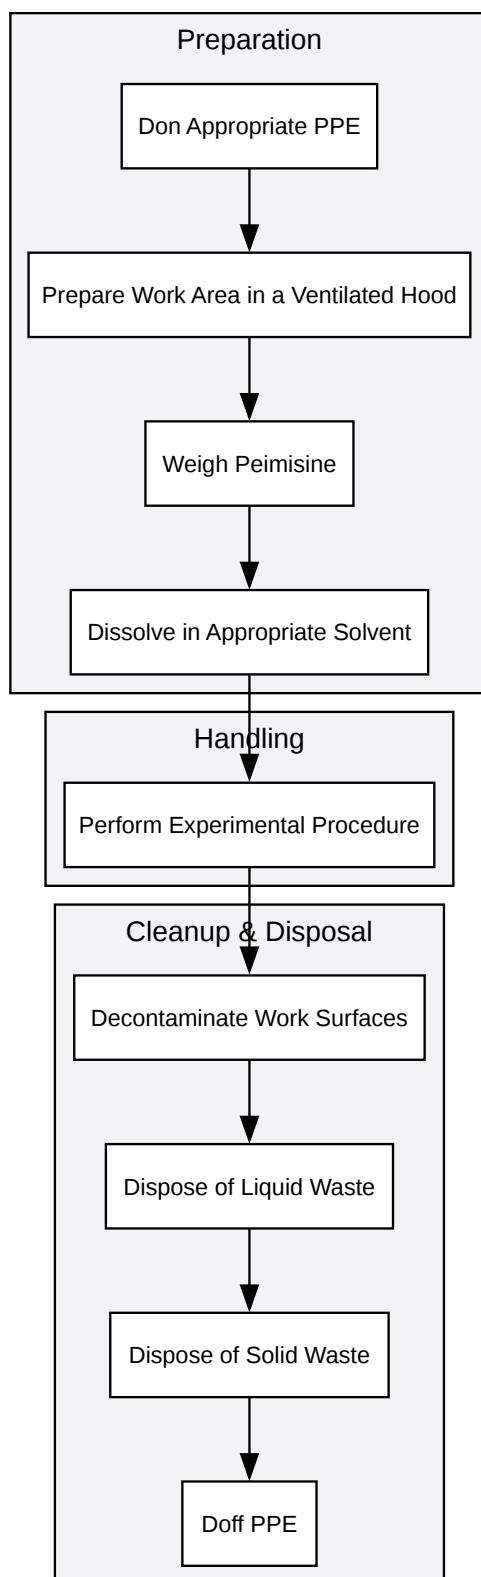 Preparation
Don Appropriate PPE
Prepare Work Area in a Ventilated Hood
Weigh Peimisine
Dissolve in Appropriate Solvent
Handling
Perform Experimental Procedure
Cleanup & Disposal
Decontaminate Work Surfaces
Dispose of Liquid Waste
Dispose of Solid Waste
Doff PPE